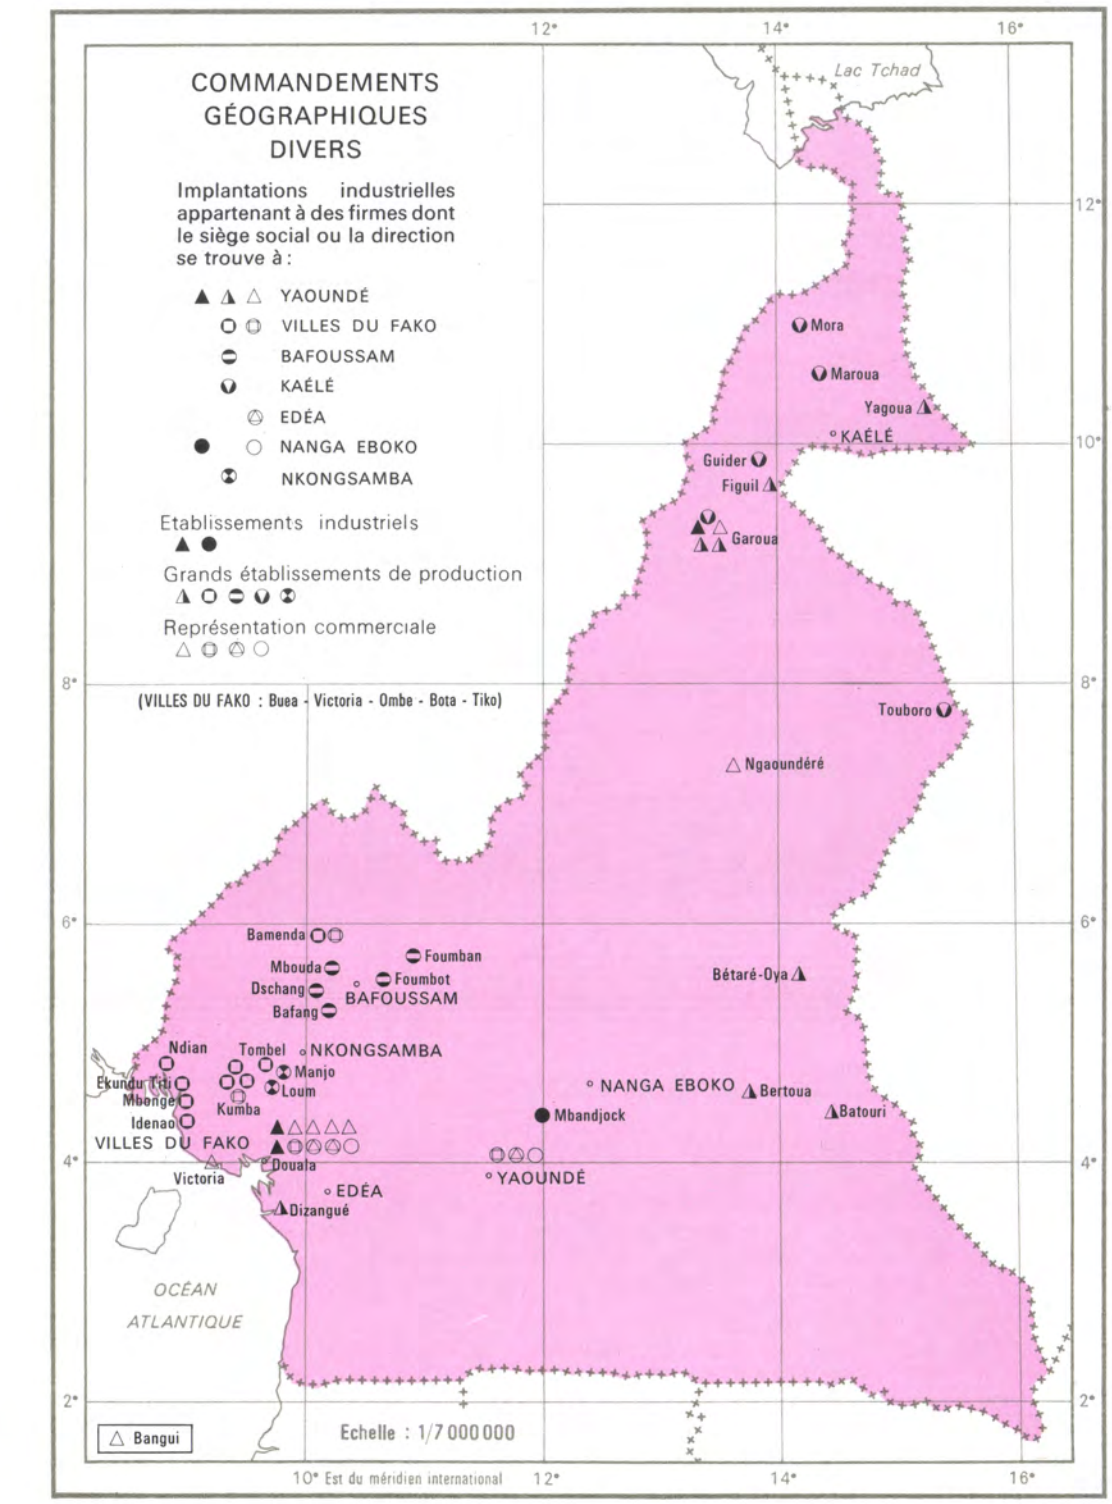 12° 14° 16°
Lac Tchad
COMMANDEMENTS
GÉOGRAPHIQUES
DIVERS
Implantations industrielles
appartenant à des firmes dont
le siège social ou la direction
se trouve à :
YAOUNDÉ
VILLES DU FAKO
BAFOUSSAM
KAÉLÉ
EDÉA
NANGA EBOKO
NKONGSAMBA
Etablissements industriels
Grands établissements de production
Représentation commerciale
(VILLES DU FAKO : Buea - Victoria - Ombe - Bota - Tiko)
12°
Mora
Maroua
Yagoua
KAÉLÉ
10°
Guider
Figuil
Garoua
8° 8°
Touboro
Ngaoundéré
6° 6°
Bamenda
Foumban
Mbouda
Foumbot
Bétaré-Oya
Dschang
BAFOUSSAM
Bafang
Ndian
Tombel
NKONGSAMBA
Manjo
Ekundu Titi
Loum
NANGA EBOKO
Bertoua
Mbonge
Kumba
Mbandjock
Batouri
Idenao
VILLES DU FAKO
4° 4°
Douala
Victoria
YAOUNDÉ
EDÉA
Dizangué
OCÉAN
ATLANTIQUE
2° 2°
Bangui
Echelle : 1/7 000 000
10° Est du méridien international 12° 14° 16°